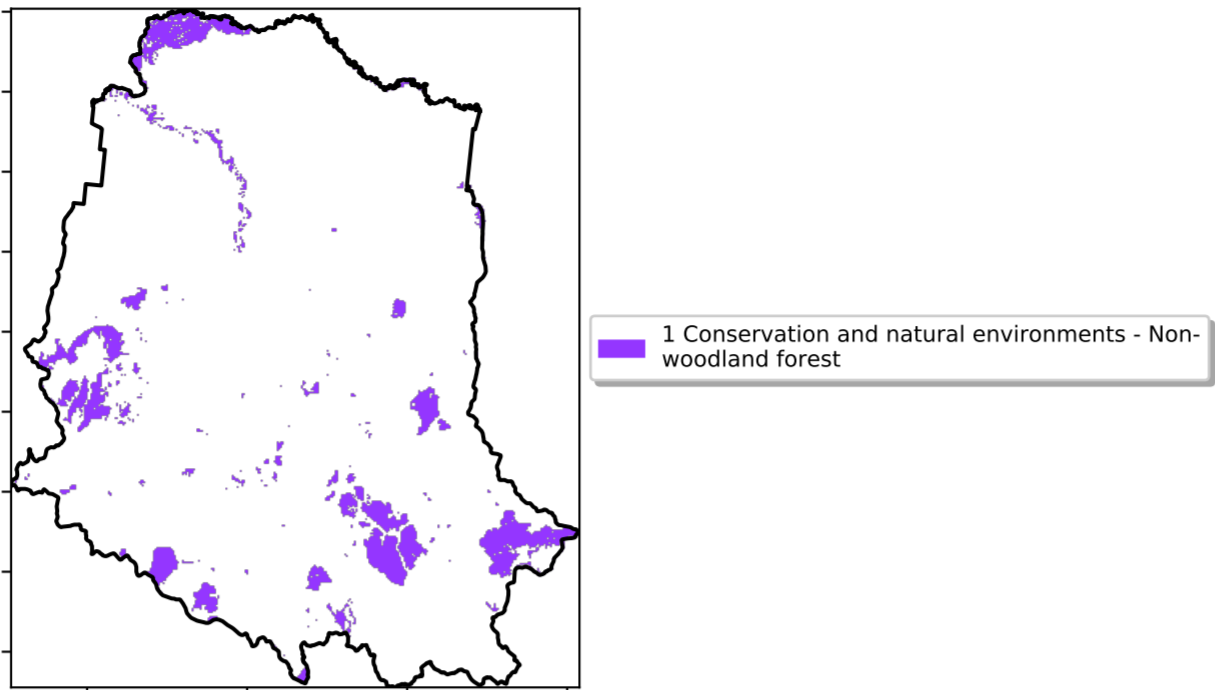 1 Conservation and natural environments - Non-
woodland forest